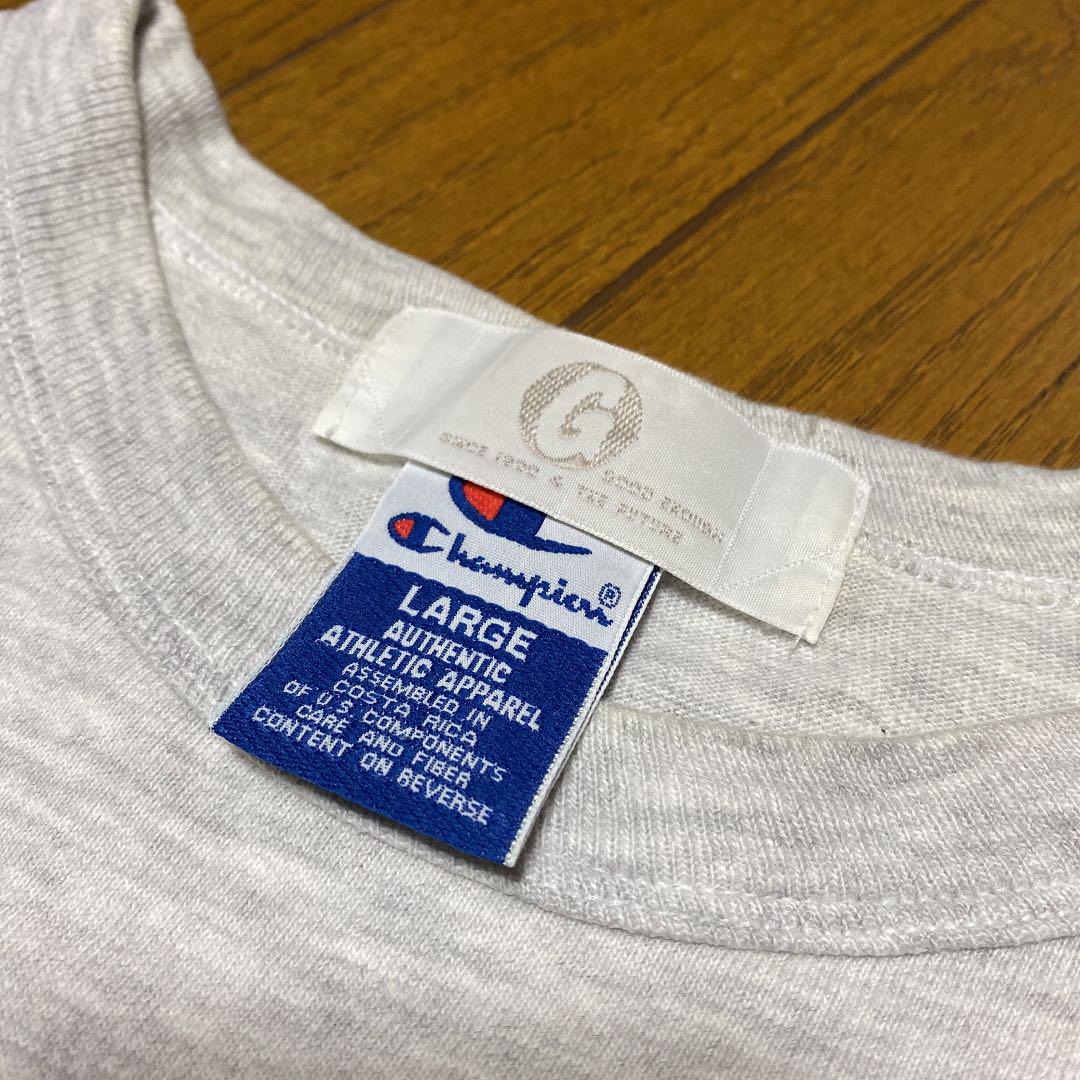 G
SINCE 1990 GOOD ENOUGH
& THE FUTURE
Champion®
LARGE
AUTHENTIC
ATHLETIC APPAREL
ASSEMBLED IN
COSTA RICA
OF U.S. COMPONENTS
CARE AND FIBER
CONTENT ON REVERSE